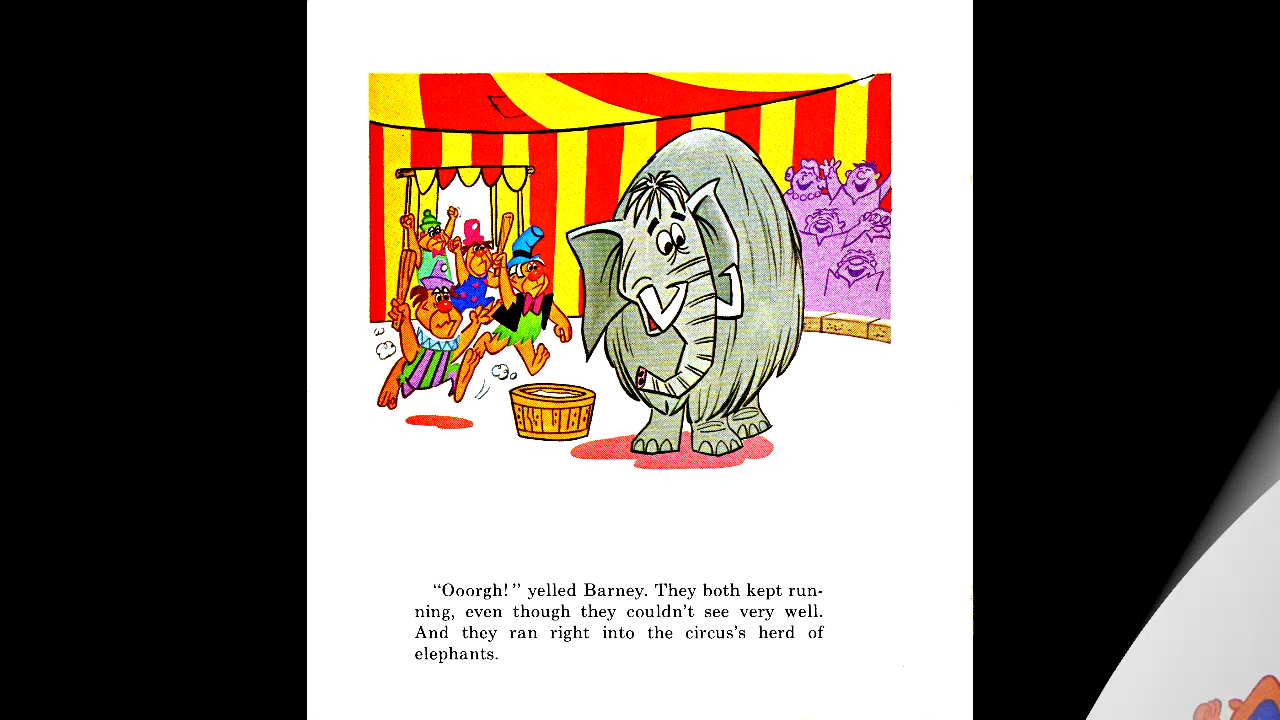 “Ooorgh!” yelled Barney. They both kept run-
ning, even though they couldn’t see very well.
And they ran right into the circus’s herd of
elephants.